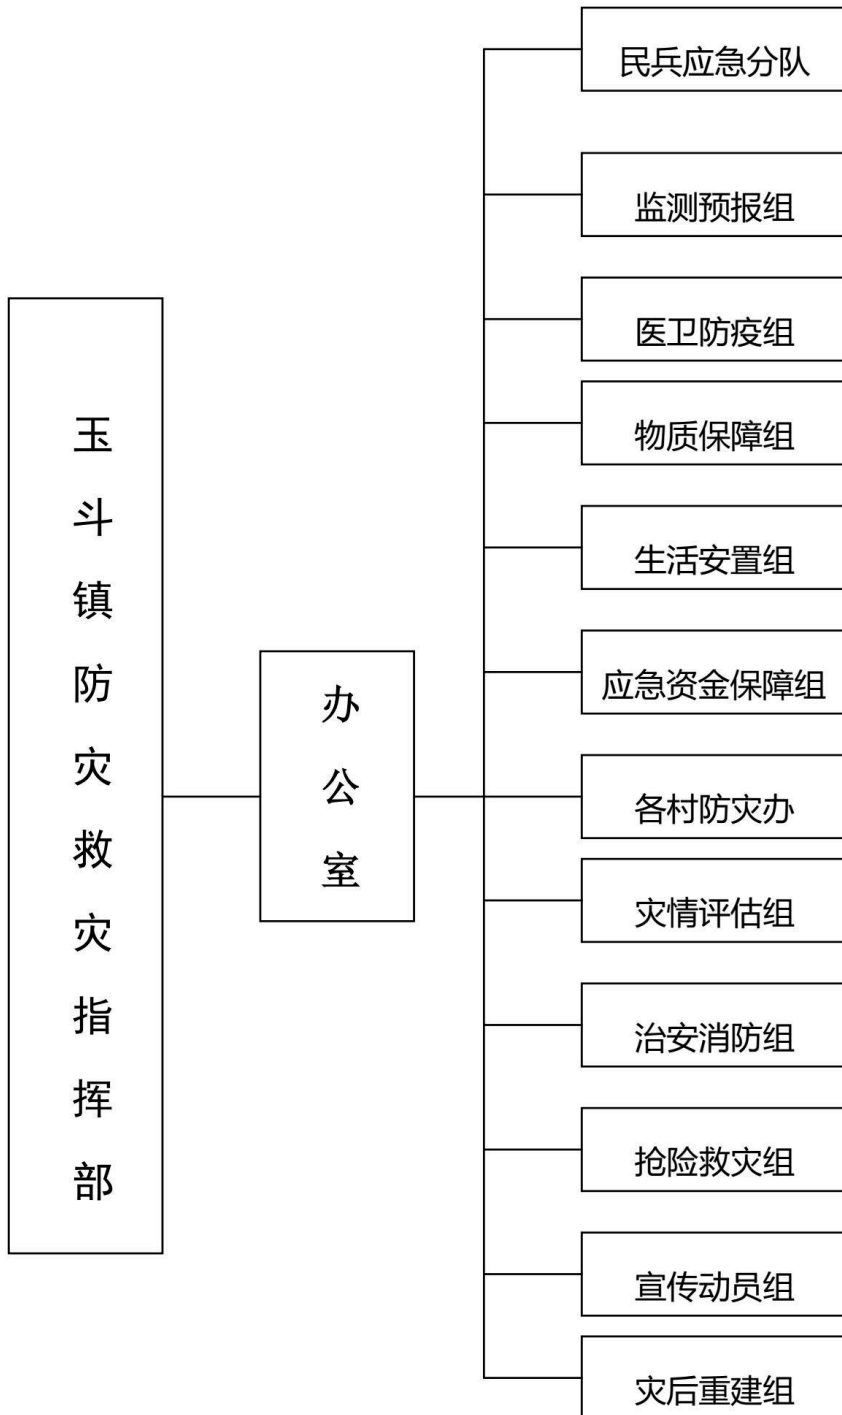 玉斗镇防灾救灾指挥部
办公室
民兵应急分队
监测预报组
医卫防疫组
物质保障组
生活安置组
应急资金保障组
各村防灾办
灾情评估组
治安消防组
抢险救灾组
宣传动员组
灾后重建组